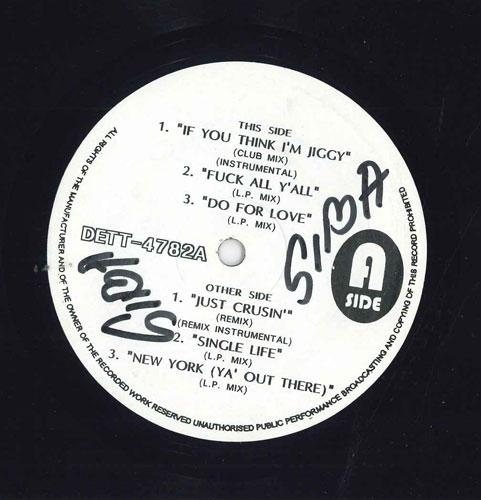 THIS SIDE
1. "IF YOU THINK I'M JIGGY"
(CLUB MIX)
(INSTRUMENTAL)
2. "FUCK ALL Y'ALL"
(L.P. MIX)
3. "DO FOR LOVE"
(L.P. MIX)
DETT-4782A
A
SIDE
OTHER SIDE
1. "JUST CRUSIN'"
(REMIX)
(REMIX INSTRUMENTAL)
2. "SINGLE LIFE"
(L.P. MIX)
3. "NEW YORK (YA' OUT THERE)"
(L.P. MIX)
ALL RIGHTS OF THE MANUFACTURER AND OF THE OWNER OF THE RECORDED WORK RESERVED UNAUTHORISED PUBLIC PERFORMANCE BROADCASTING AND COPYING OF THIS RECORD PROHIBITED